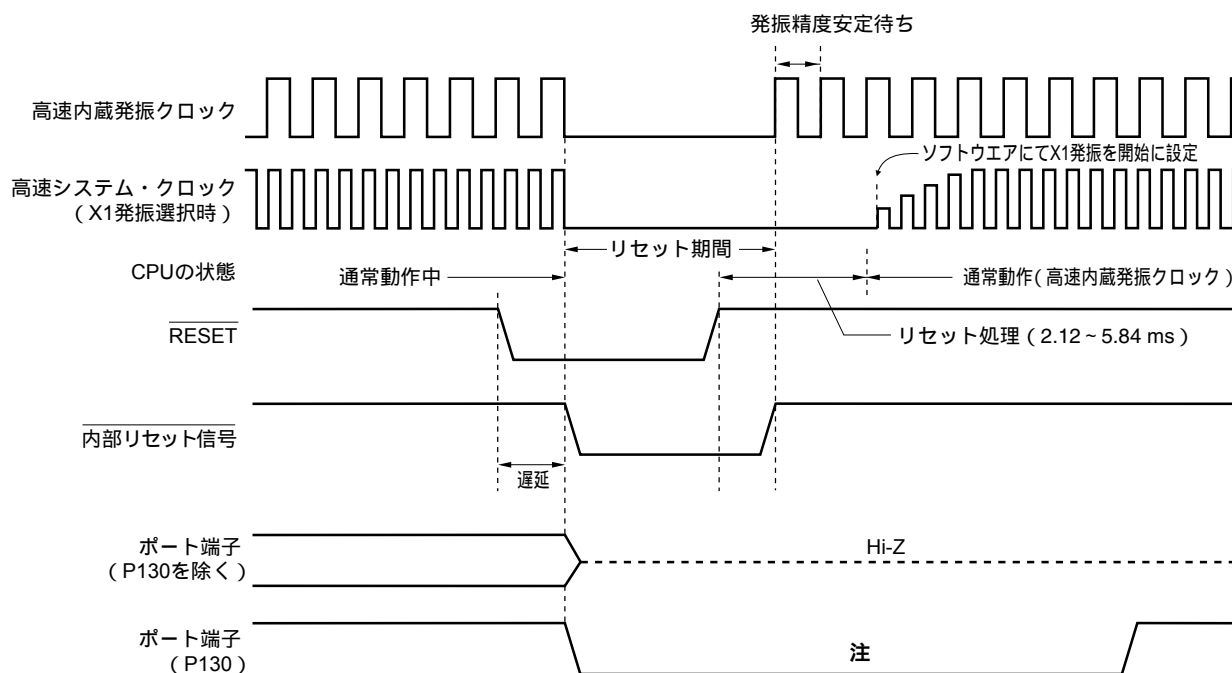 発振精度安定待ち
高速内蔵発振クロック
ソフトウエアにてX1発振を開始に設定
高速システム・クロック
(X1発振選択時)
リセット期間
CPUの状態
通常動作中
通常動作(高速内蔵発振クロック)
RESET
リセット処理(2.12~5.84 ms)
内部リセット信号
遅延
ポート端子
(P130を除く)
Hi-Z
ポート端子
(P130)
注